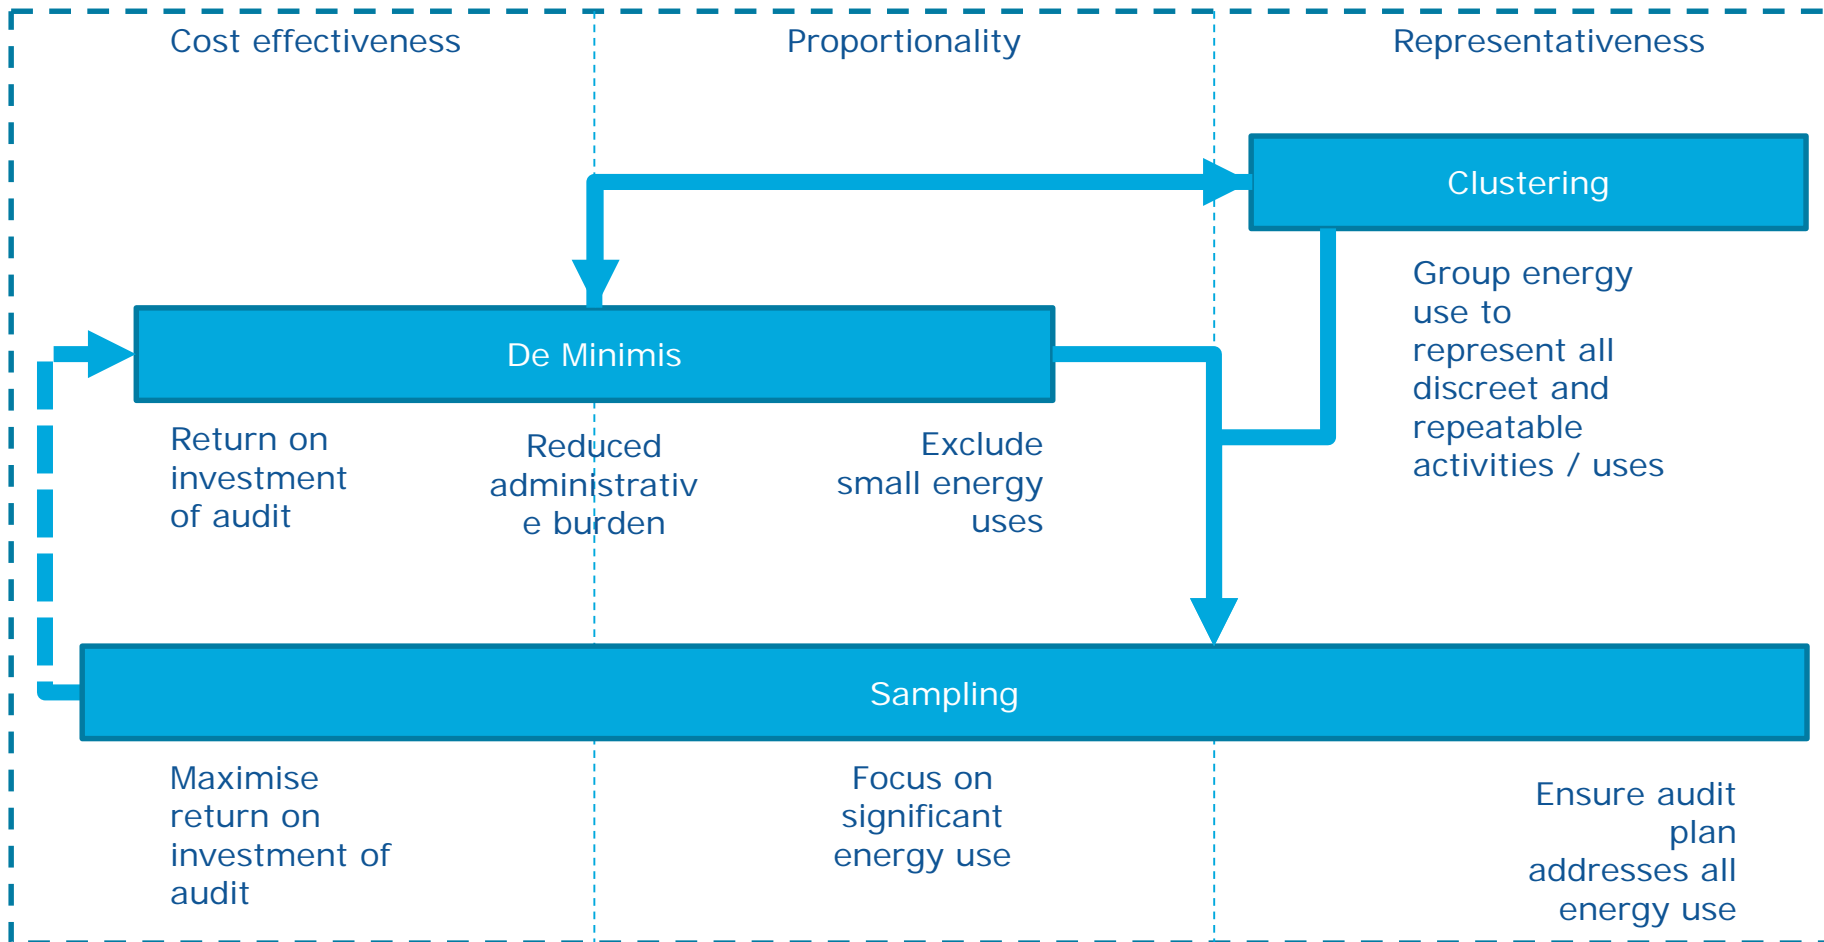 Cost effectiveness
Proportionality
Representativeness
Clustering
Group energy
use to
represent all
discreet and
repeatable
activities / uses
De Minimis
Return on
investment
of audit
Reduced
administrativ
e burden
Exclude
small energy
uses
Sampling
Maximise
return on
investment of
audit
Focus on
significant
energy use
Ensure audit
plan
addresses all
energy use